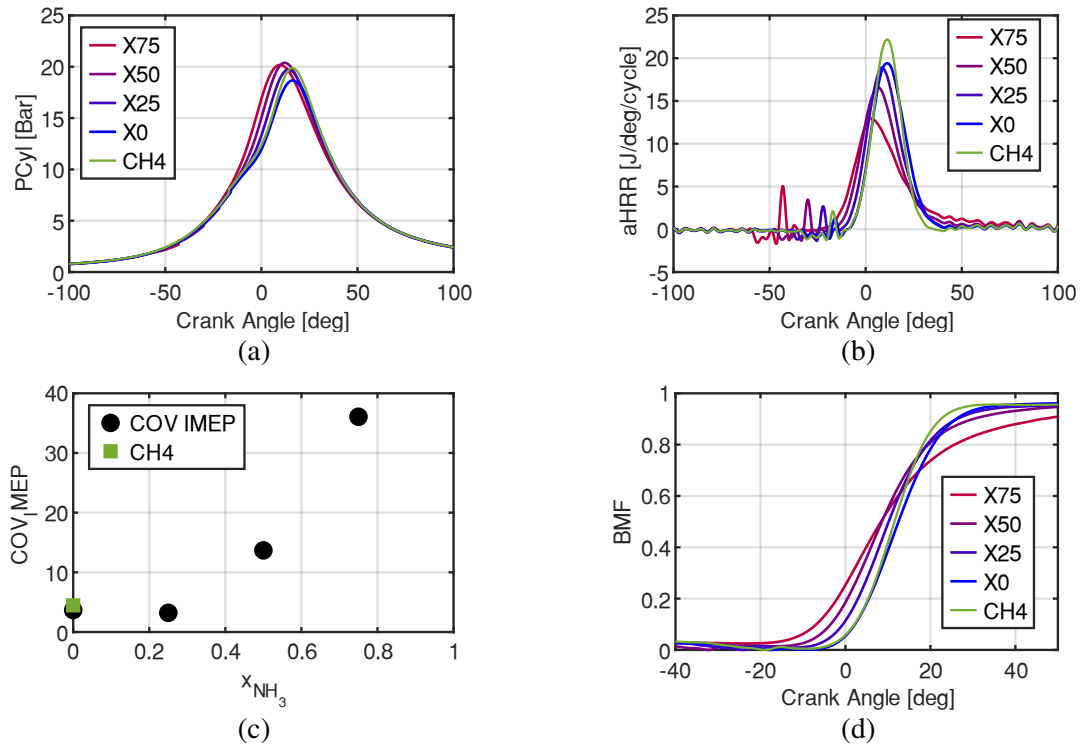 25
20
15
10
5
0
PCyl [Bar]
X75
X50
X25
X0
CH4
-100
-50
0
50
100
Crank Angle [deg]
(a)
25
20
15
10
5
0
-5
aHRR [J/deg/cycle]
X75
X50
X25
X0
CH4
-100
-50
0
50
100
Crank Angle [deg]
(b)
40
30
20
10
0
COV_IMEP
COV IMEP
CH4
0
0.2
0.4
0.6
0.8
1
x_NH_3
(c)
1
0.8
0.6
0.4
0.2
0
BMF
X75
X50
X25
X0
CH4
-40
-20
0
20
40
Crank Angle [deg]
(d)